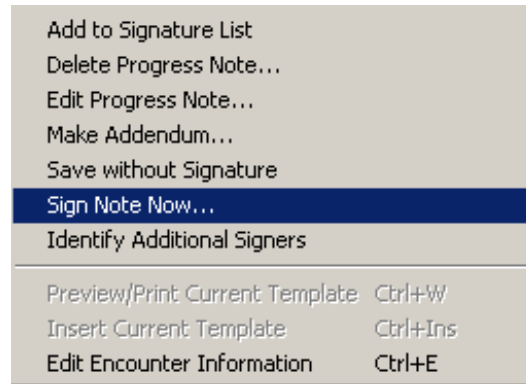 Add to Signature List
Delete Progress Note...
Edit Progress Note...
Make Addendum...
Save without Signature
Sign Note Now...
Identify Additional Signers
Preview/Print Current Template Ctrl+W
Insert Current Template Ctrl+Ins
Edit Encounter Information Ctrl+E